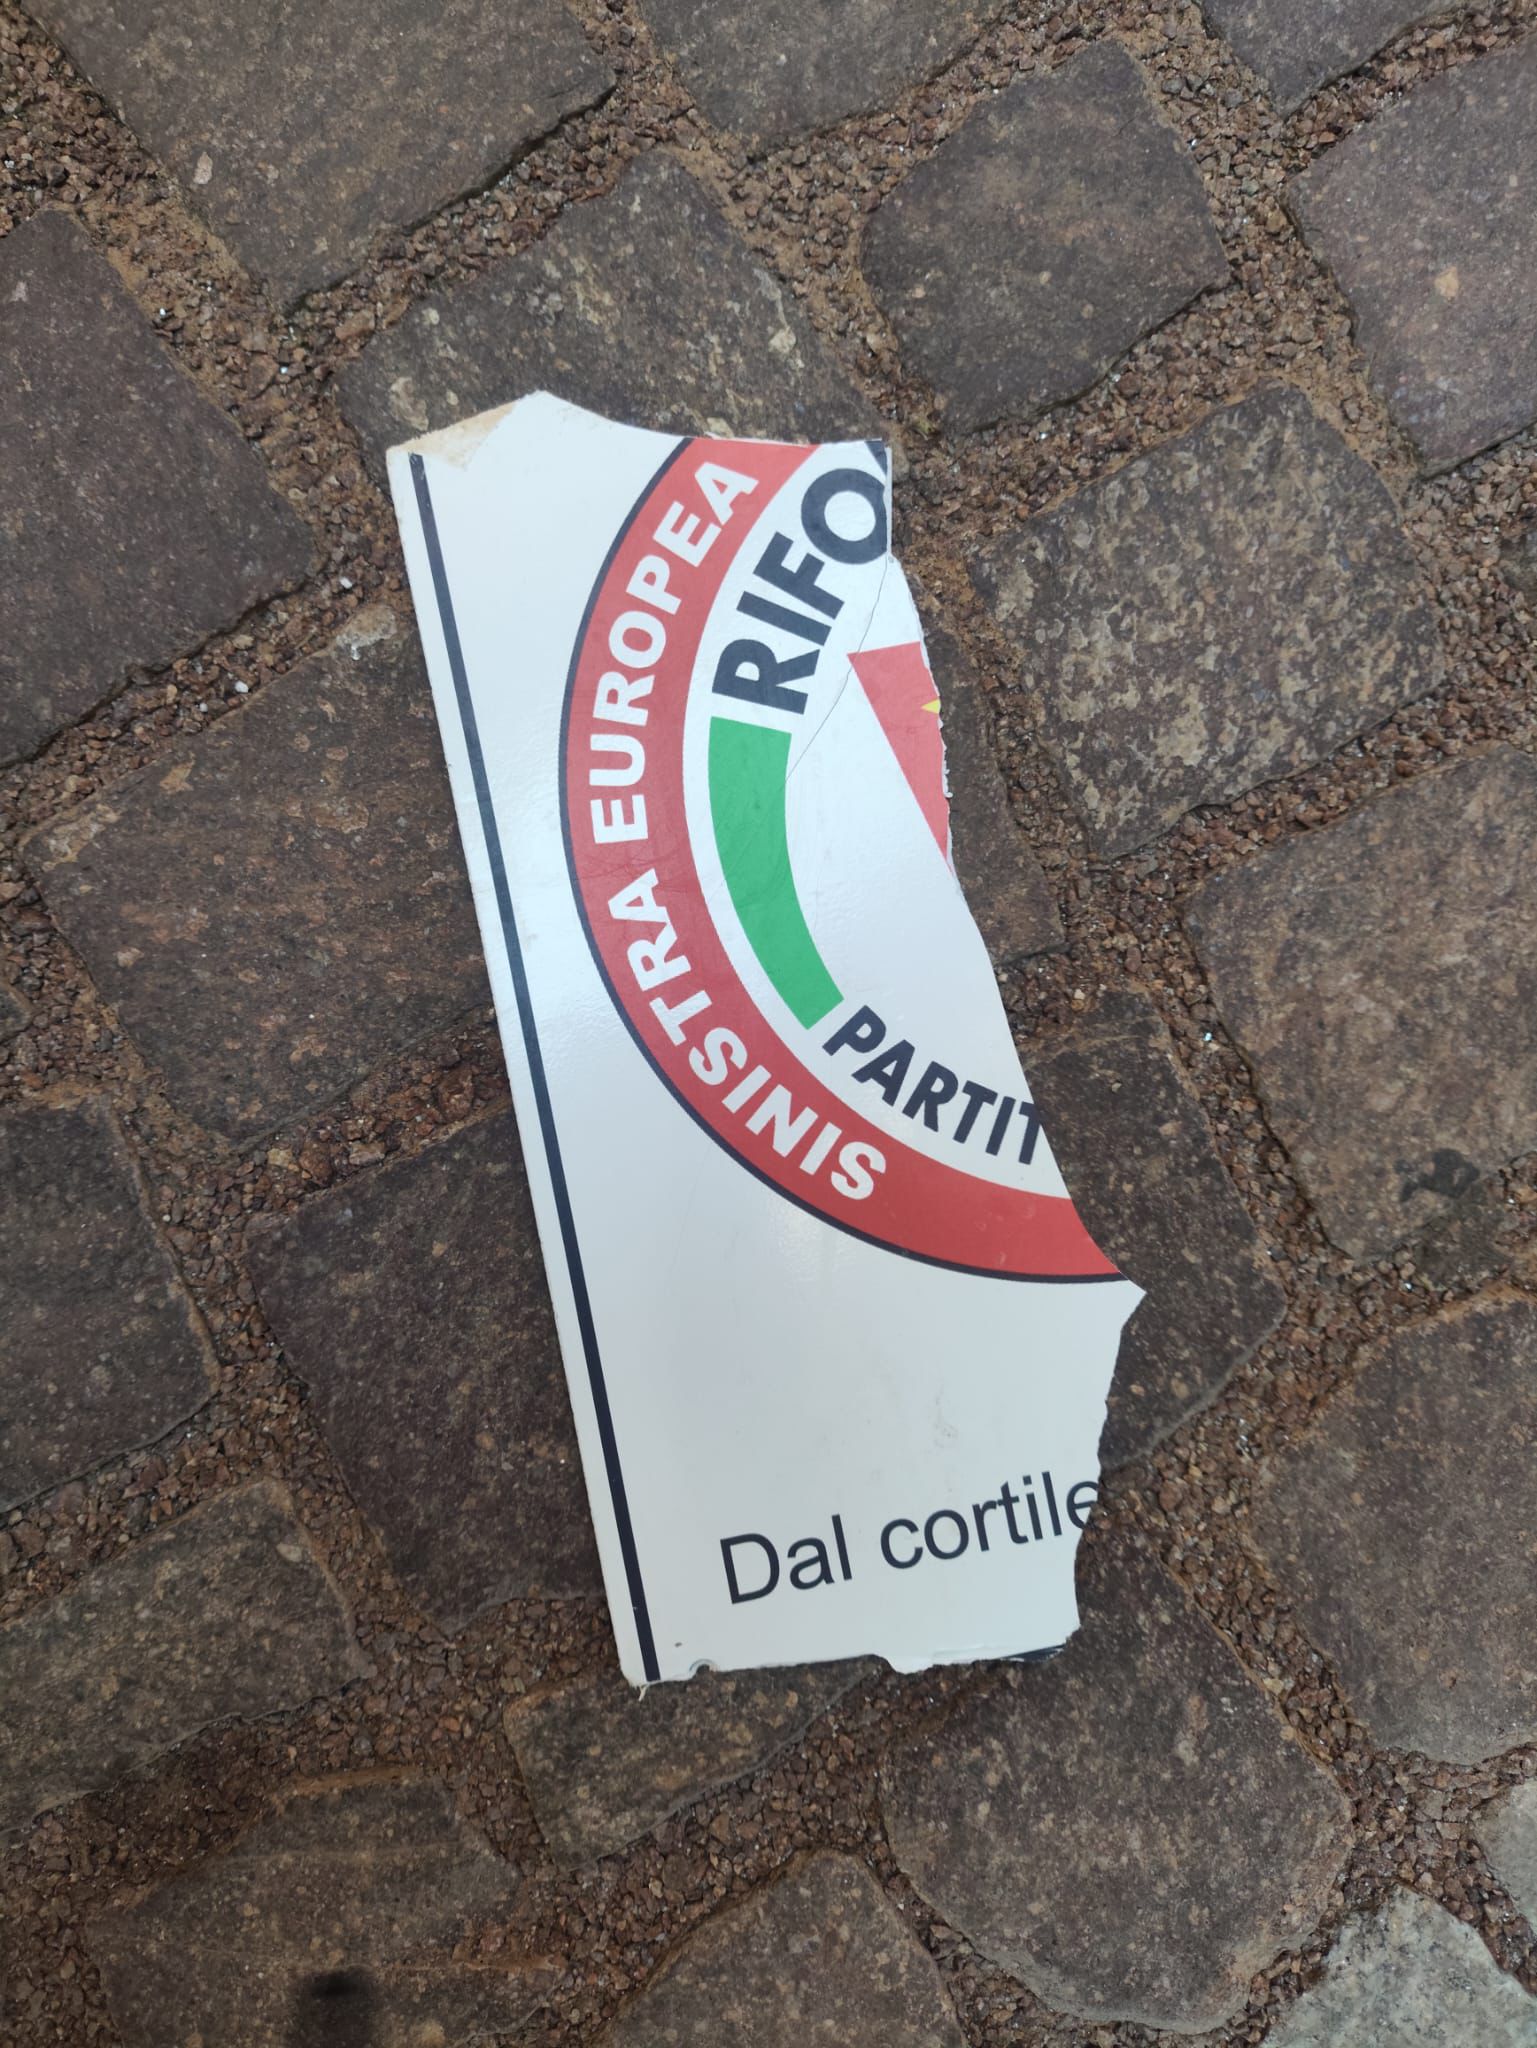 SINISTRA EUROPEA
RIFO
PARTIT
Dal cortile